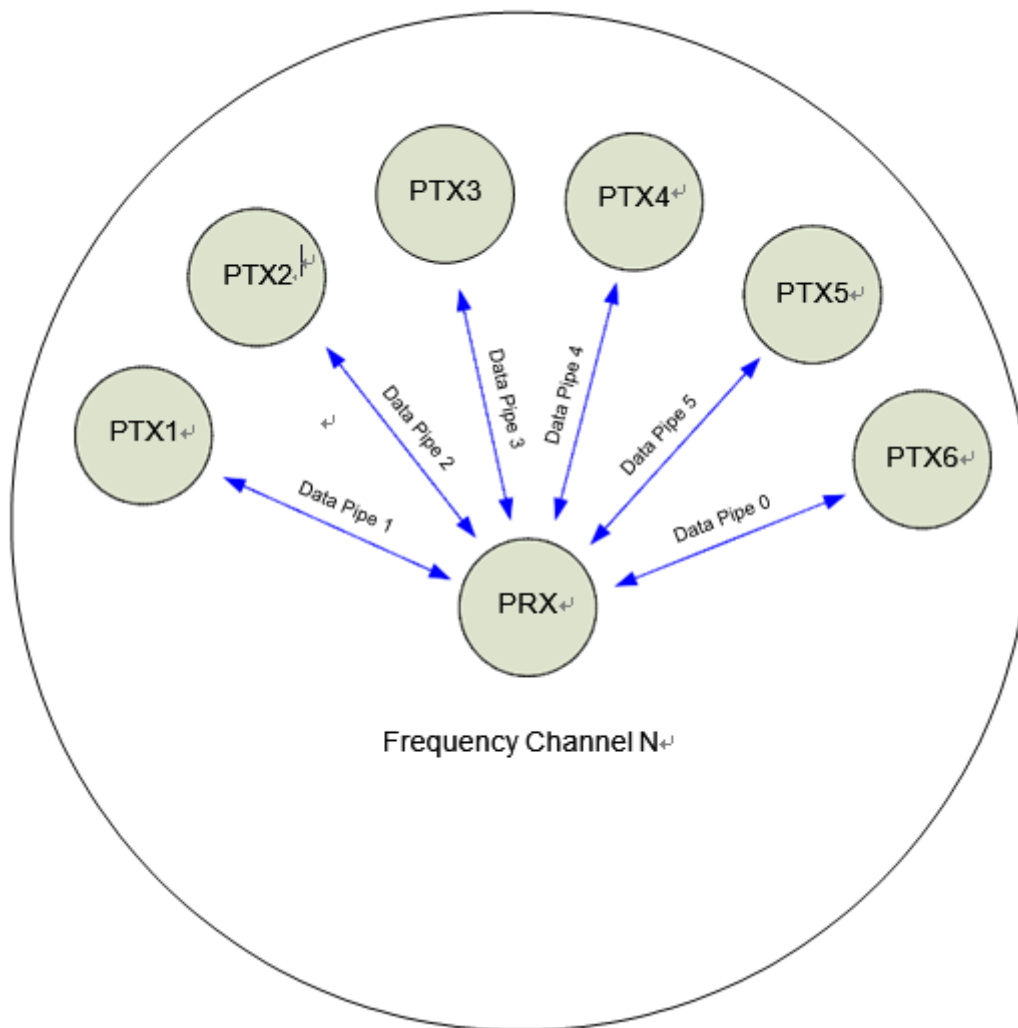 PTX3
PTX4
PTX2
PTX5
PTX1
PTX6
Data Pipe 1
Data Pipe 2
Data Pipe 3
Data Pipe 4
Data Pipe 5
Data Pipe 0
PRX
Frequency Channel N